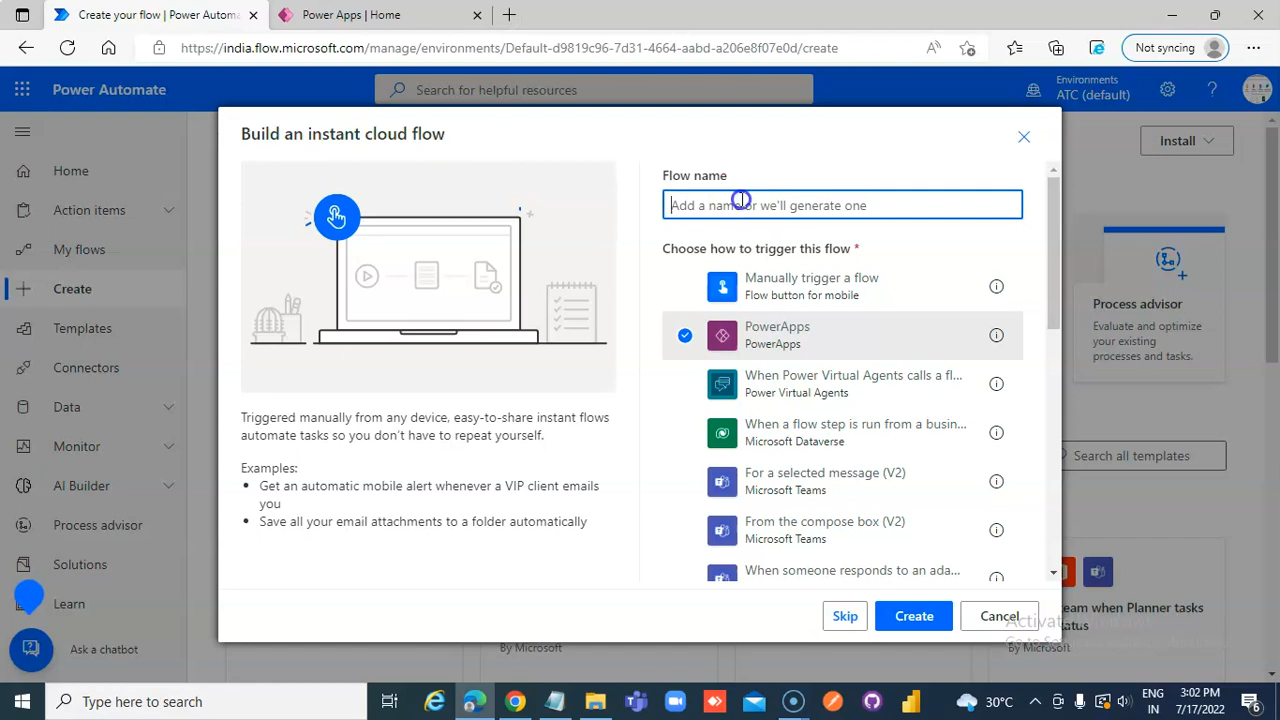 Create your flow | Power Automa
Power Apps | Home
https://india.flow.microsoft.com/manage/environments/Default-d9819c96-7d31-4664-aabd-a206e8f07e0d/create
Not syncing
Power Automate
Search for helpful resources
Environments
ATC (default)
Home
Action items
My flows
Create
Templates
Connectors
Data
Monitor
AI Builder
Process advisor
Solutions
Learn
Ask a chatbot
Install
Process advisor
Evaluate and optimize
your existing
processes and tasks.
Search all templates
eam when Planner tasks
tatus
By Microsoft
By Microsoft
By Microsoft
Build an instant cloud flow
Triggered manually from any device, easy-to-share instant flows
automate tasks so you don't have to repeat yourself.
Examples:
• Get an automatic mobile alert whenever a VIP client emails
you
• Save all your email attachments to a folder automatically
Flow name
Add a name or we'll generate one
Choose how to trigger this flow *
Manually trigger a flow
Flow button for mobile
PowerApps
PowerApps
When Power Virtual Agents calls a fl...
Power Virtual Agents
When a flow step is run from a busin...
Microsoft Dataverse
For a selected message (V2)
Microsoft Teams
From the compose box (V2)
Microsoft Teams
When someone responds to an ada...
Skip
Create
Cancel
Type here to search
30°C
ENG
IN
3:02 PM
7/17/2022
6